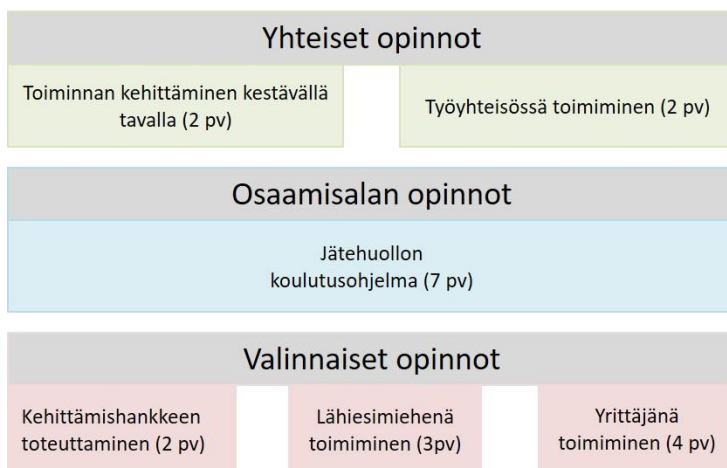 Yhteiset opinnot
Toiminnan kehittäminen kestävällä
tavalla (2 pv)
Työyhteisössä toimiminen (2 pv)
Osaamisalan opinnot
Jätehuollon
koulutusohjelma (7 pv)
Valinnaiset opinnot
Kehittämishankkeen
toteuttaminen (2 pv)
Lähiesimiehenä
toimiminen (3pv)
Yrittäjänä
toimiminen (4 pv)